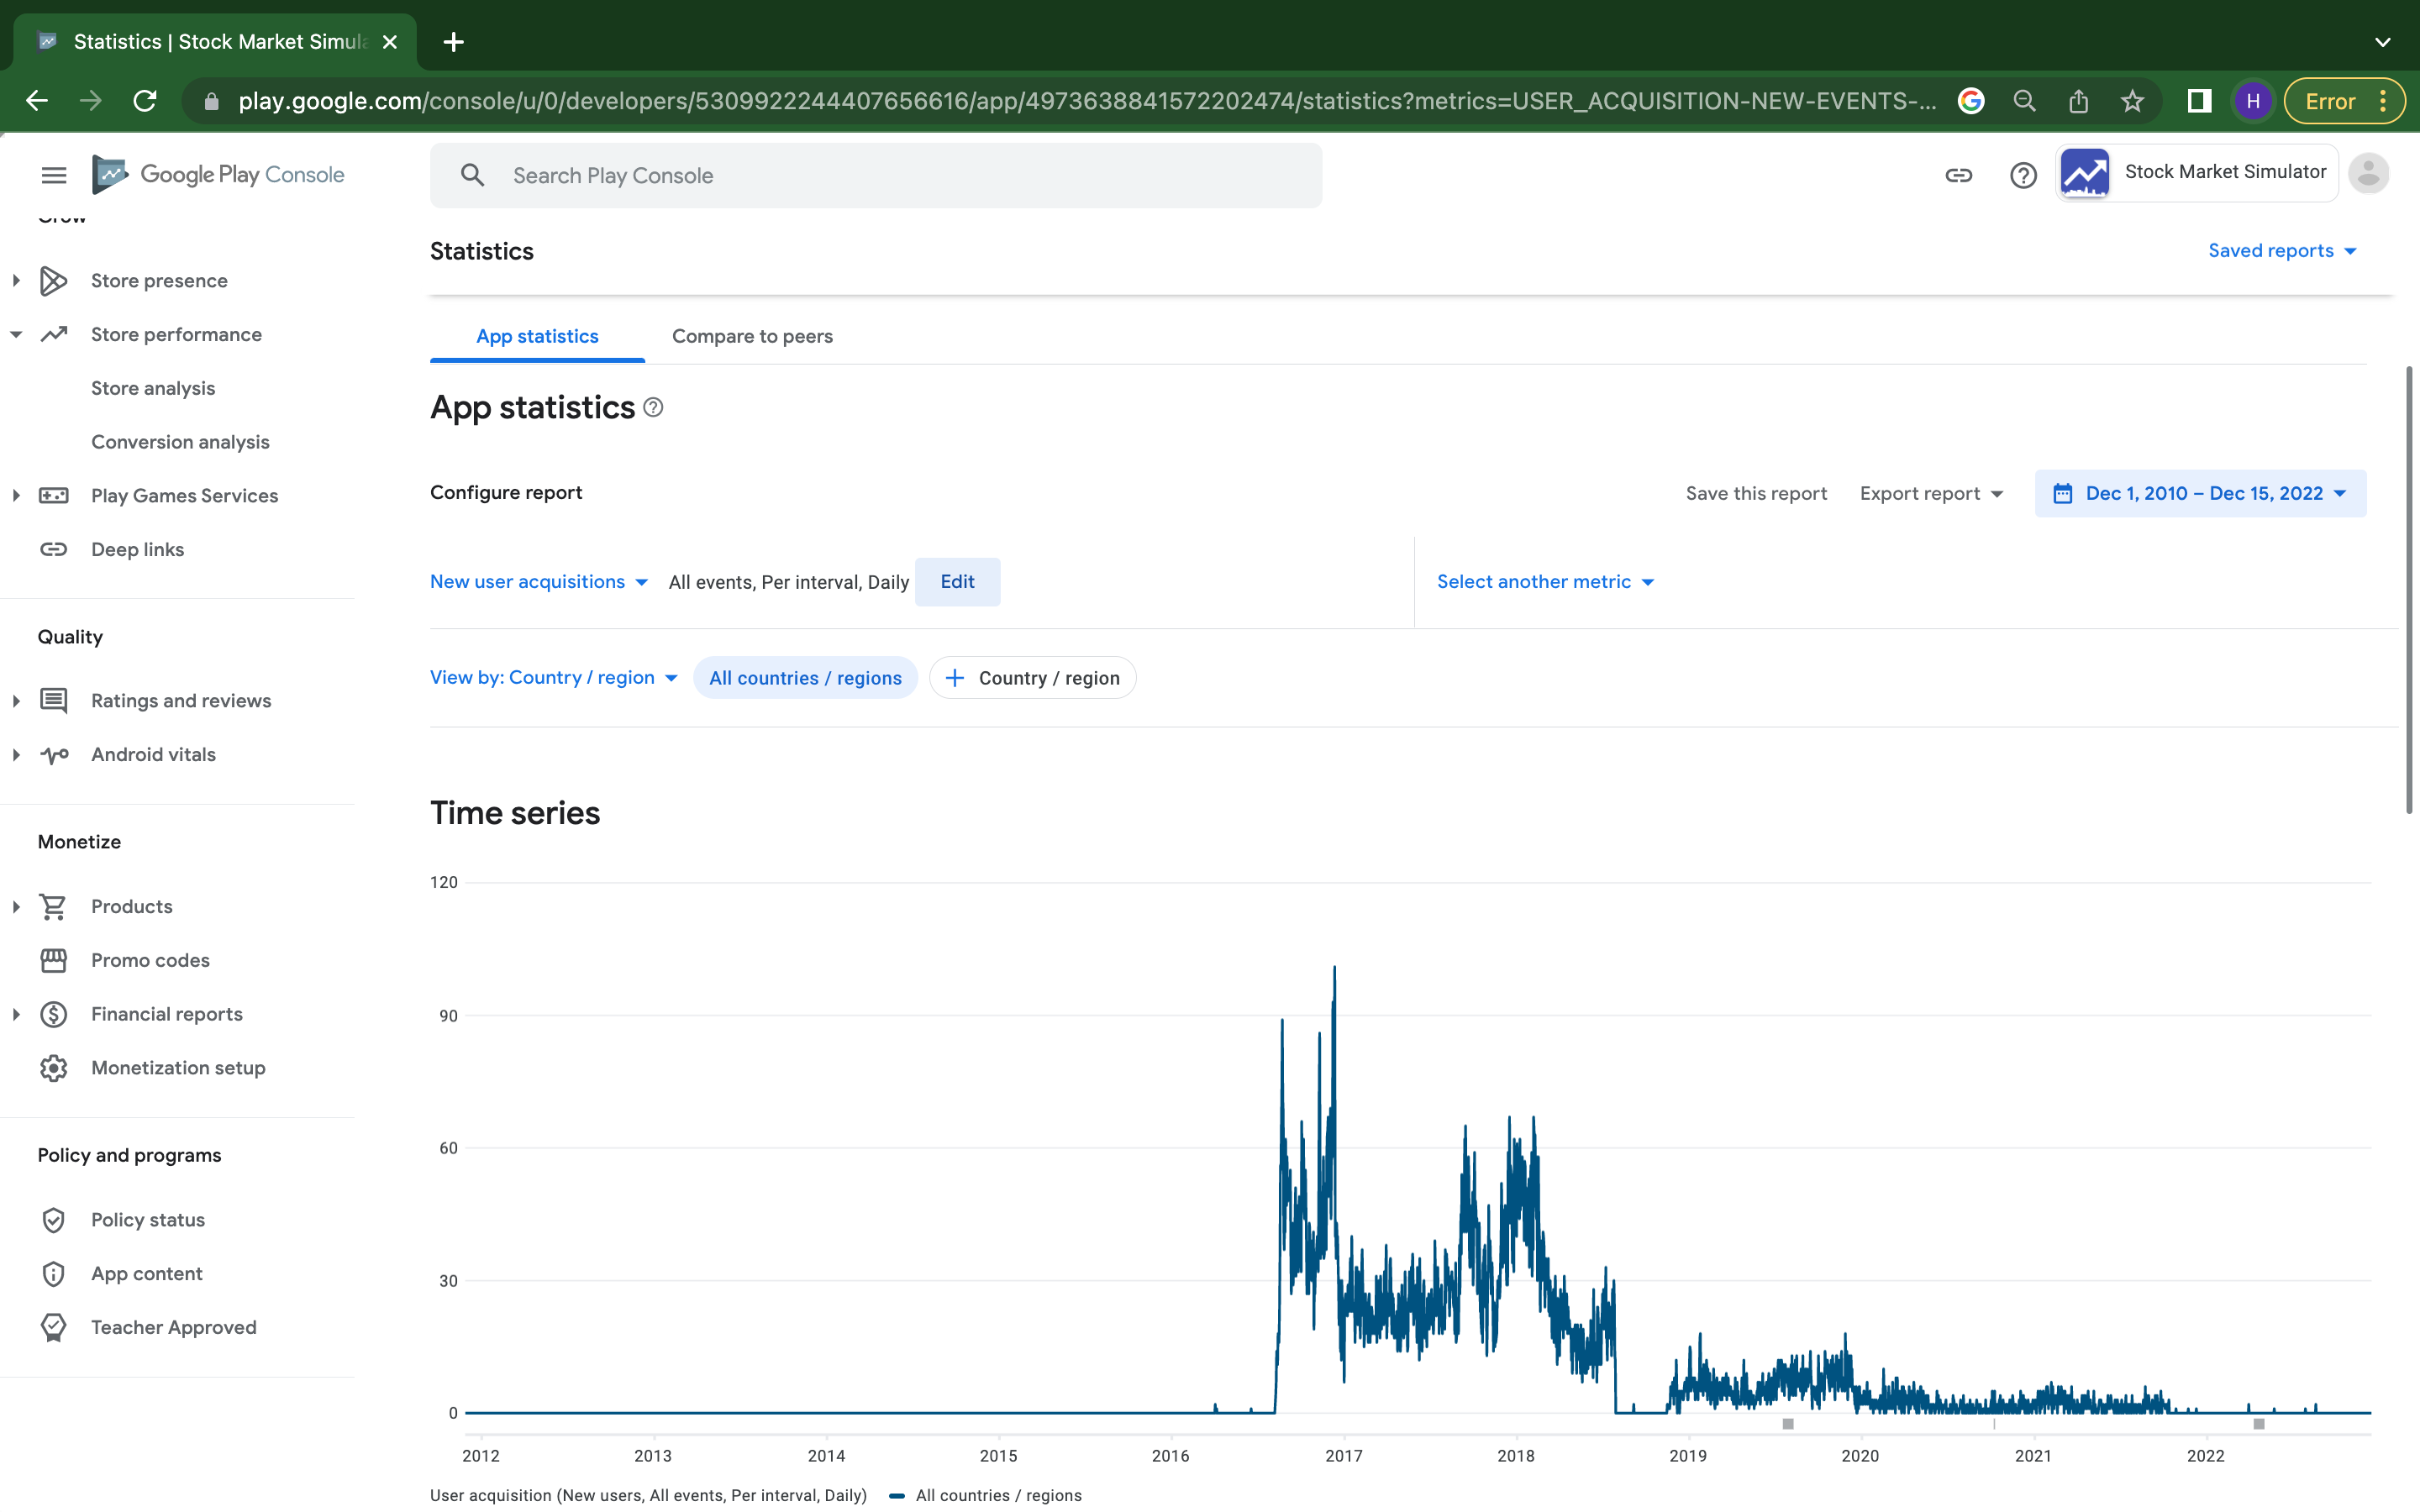 Statistics | Stock Market Simula
play.google.com/console/u/0/developers/5309922244407656616/app/4973638841572202474/statistics?metrics=USER_ACQUISITION-NEW-EVENTS-...
H
Error
Google Play Console
Search Play Console
Stock Market Simulator
Grow
Store presence
Store performance
Store analysis
Conversion analysis
Play Games Services
Deep links
Quality
Ratings and reviews
Android vitals
Monetize
Products
Promo codes
Financial reports
Monetization setup
Policy and programs
Policy status
App content
Teacher Approved
Statistics
Saved reports
App statistics
Compare to peers
App statistics
Configure report
Save this report
Export report
Dec 1, 2010 – Dec 15, 2022
New user acquisitions
All events, Per interval, Daily
Edit
Select another metric
View by: Country / region
All countries / regions
Country / region
Time series
120
90
60
30
0
2012 2013 2014 2015 2016 2017 2018 2019 2020 2021 2022
User acquisition (New users, All events, Per interval, Daily)
All countries / regions